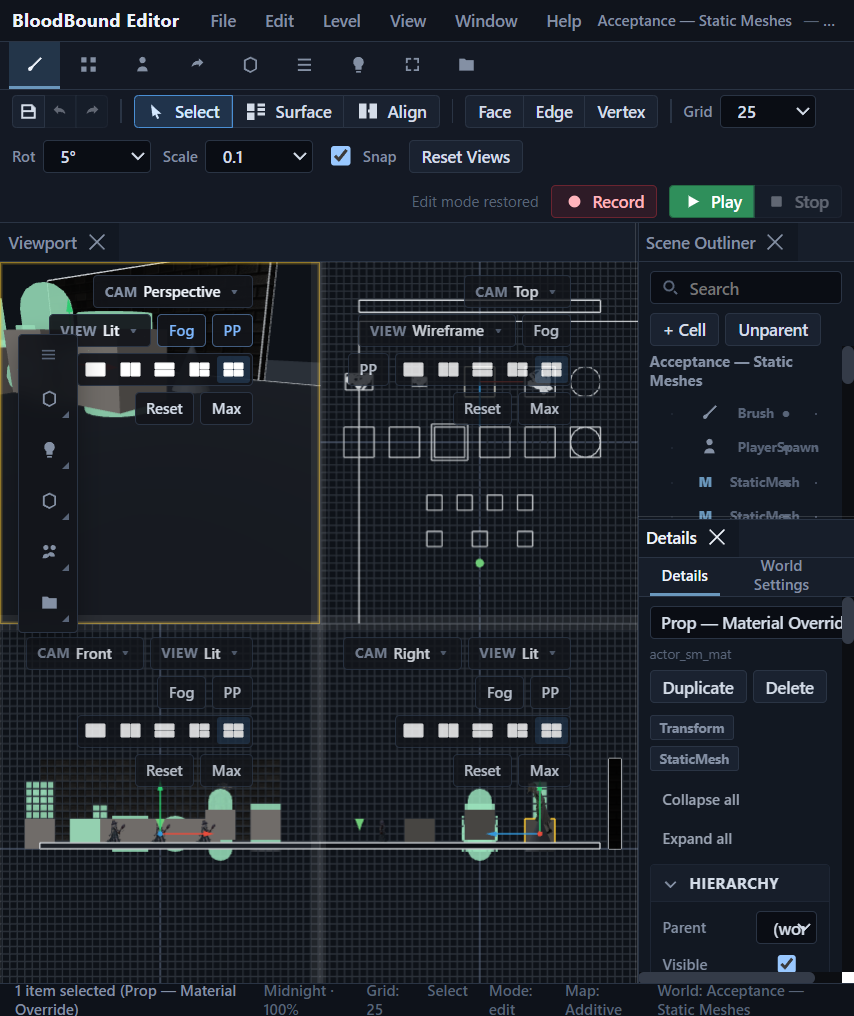 BloodBound Editor File Edit Level View Window Help Acceptance — Static Meshes — ...
Select Surface Align Face Edge Vertex Grid 25
Rot 5° Scale 0.1 Snap Reset Views
Edit mode restored Record Play Stop
Viewport
Scene Outliner
CAM Perspective
VIEW Lit Fog PP
Reset Max
CAM Top
VIEW Wireframe Fog
PP
Reset Max
CAM Front VIEW Lit
Fog PP
Reset Max
CAM Right VIEW Lit
Fog PP
Reset Max
Search
+ Cell Unparent
Acceptance — Static
Meshes
Brush
PlayerSpawn
M StaticMesh
M StaticMesh
Details
Details World
Settings
Prop — Material Overrid
actor_sm_mat
Duplicate Delete
Transform
StaticMesh
Collapse all
Expand all
HIERARCHY
Parent (wor
Visible
1 item selected (Prop — Material
Override)
Midnight ·
100%
Grid:
25
Select
Mode:
edit
Map:
Additive
World: Acceptance —
Static Meshes